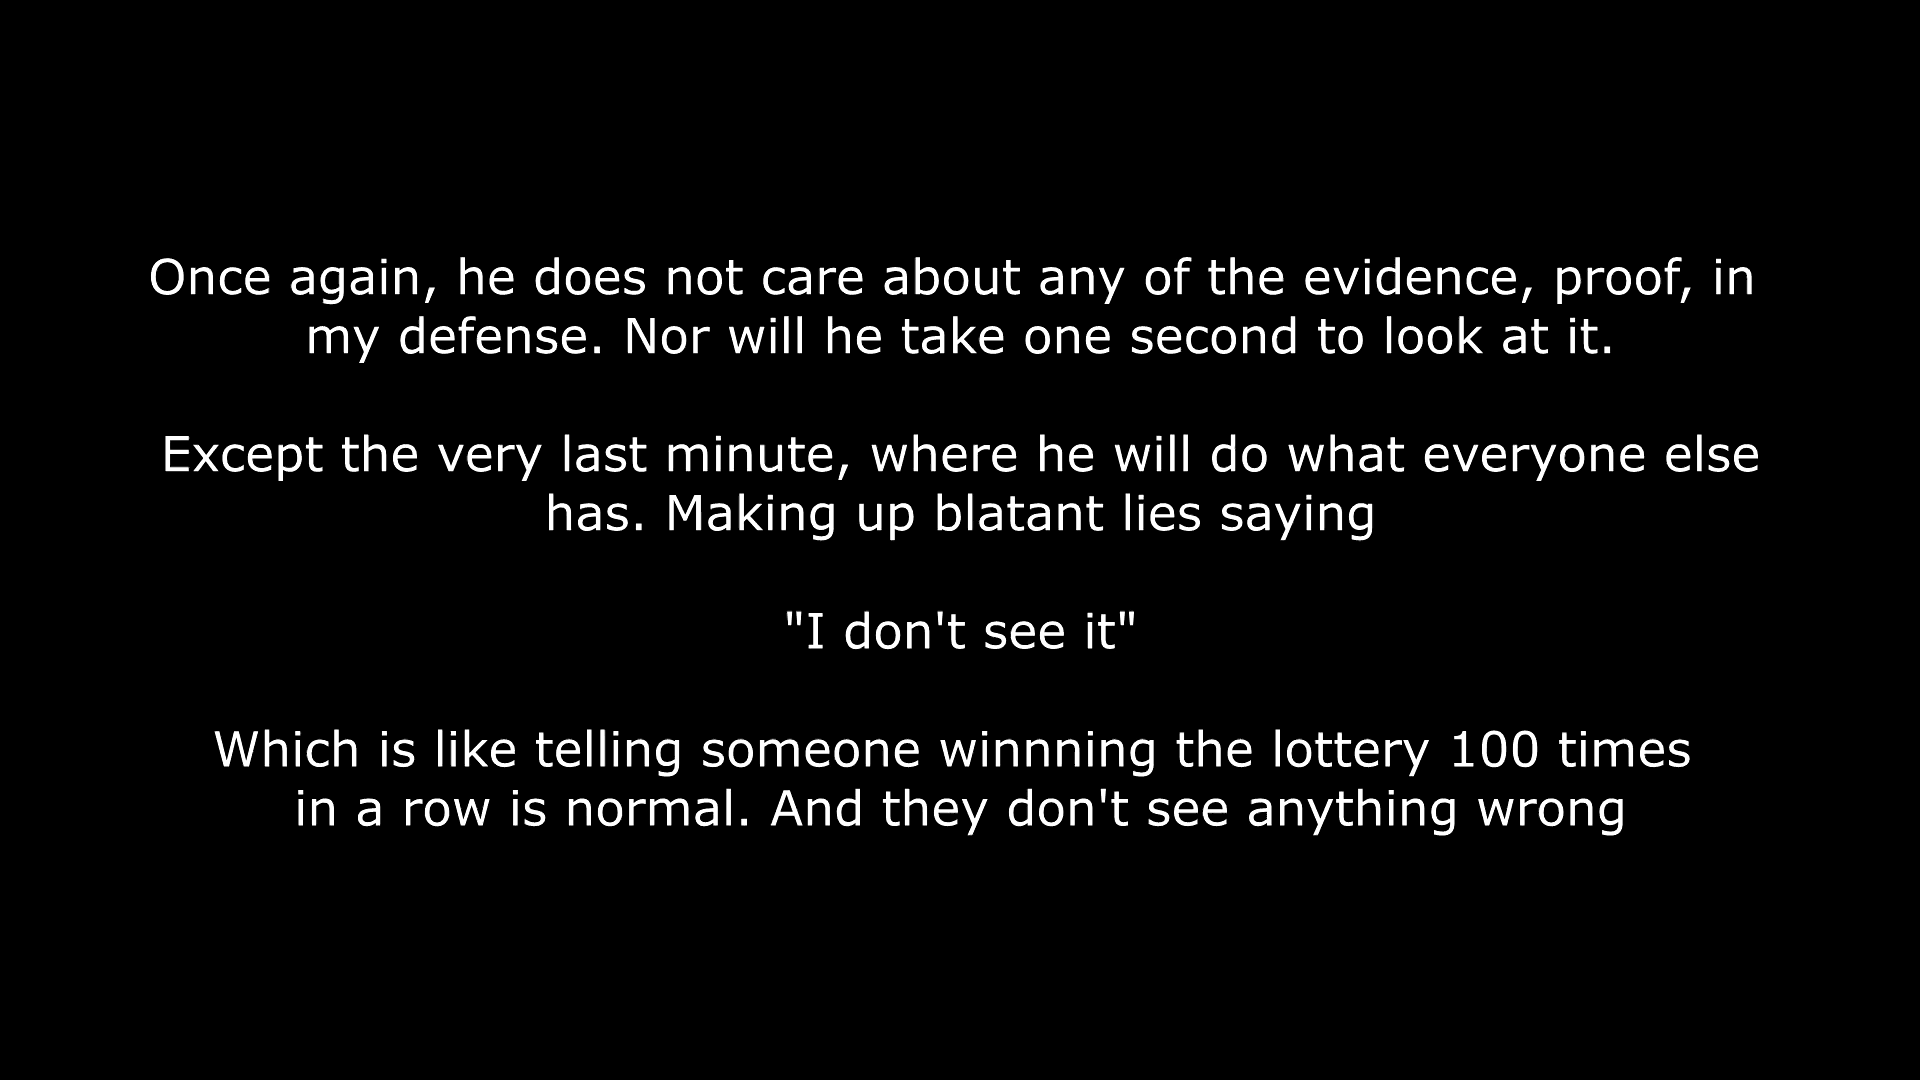 Once again, he does not care about any of the evidence, proof, in
my defense. Nor will he take one second to look at it.
Except the very last minute, where he will do what everyone else
has. Making up blatant lies saying
"I don't see it"
Which is like telling someone winnning the lottery 100 times
in a row is normal. And they don't see anything wrong